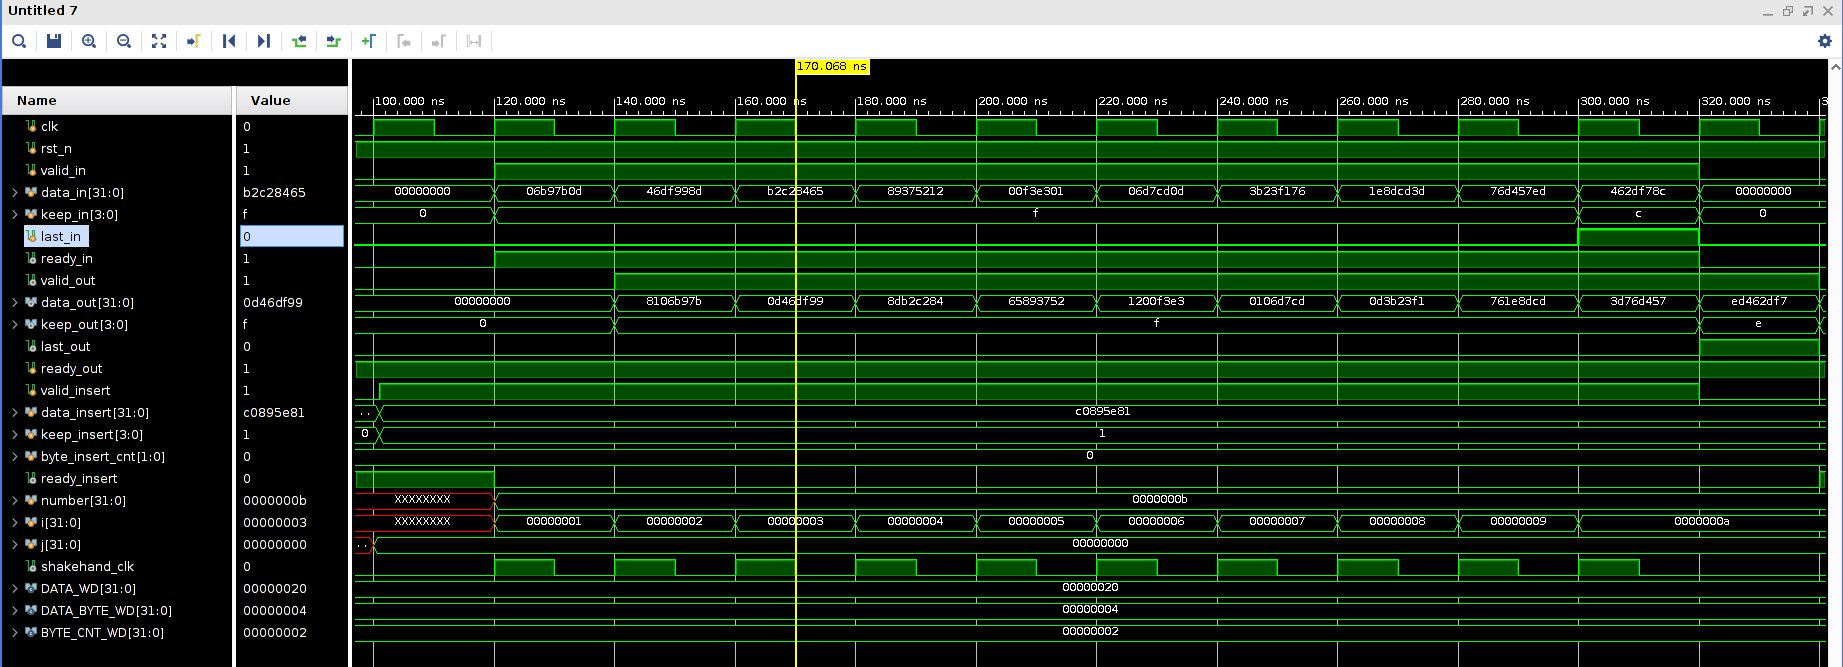 Untitled 7
170.068 ns
Name Value 100.000 ns 120.000 ns 140.000 ns 160.000 ns 180.000 ns 200.000 ns 220.000 ns 240.000 ns 260.000 ns 280.000 ns 300.000 ns 320.000 ns 3
clk 0
rst_n 1
valid_in 1
data_in[31:0] b2c28465 00000000 06b97b0d 46df998d b2c28465 89375212 00f3e301 06d7cd0d 3b23f176 1e8dcd3d 76d457ed 462df78c 00000000
keep_in[3:0] f 0 f c 0
last_in 0
ready_in 1
valid_out 1
data_out[31:0] 0d46df99 00000000 8106b97b 0d46df99 8db2c284 65893752 1200f3e3 0106d7cd 0d3b23f1 761e8dcd 3d76d457 ed462df7
keep_out[3:0] f 0 f e
last_out 0
ready_out 1
valid_insert 1
data_insert[31:0] c0895e81 .. c0895e81
keep_insert[3:0] 1 0 1
byte_insert_cnt[1:0] 0 0
ready_insert 0
number[31:0] 0000000b XXXXXXXX 0000000b
i[31:0] 00000003 XXXXXXXX 00000001 00000002 00000003 00000004 00000005 00000006 00000007 00000008 00000009 0000000a
j[31:0] 00000000 .. 00000000
shakehand_clk 0
DATA_WD[31:0] 00000020 00000020
DATA_BYTE_WD[31:0] 00000004 00000004
BYTE_CNT_WD[31:0] 00000002 00000002